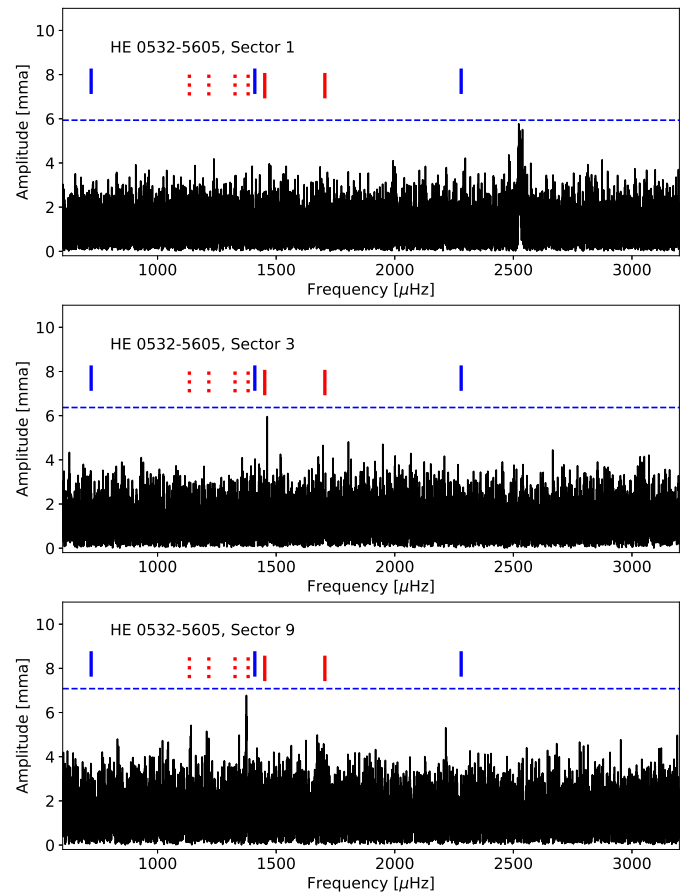 10
HE 0532-5605, Sector 1
8
6
4
2
0
Amplitude [mma]
1000 1500 2000 2500 3000
Frequency [μHz]
10
HE 0532-5605, Sector 3
8
6
4
2
0
Amplitude [mma]
1000 1500 2000 2500 3000
Frequency [μHz]
10
HE 0532-5605, Sector 9
8
6
4
2
0
Amplitude [mma]
1000 1500 2000 2500 3000
Frequency [μHz]